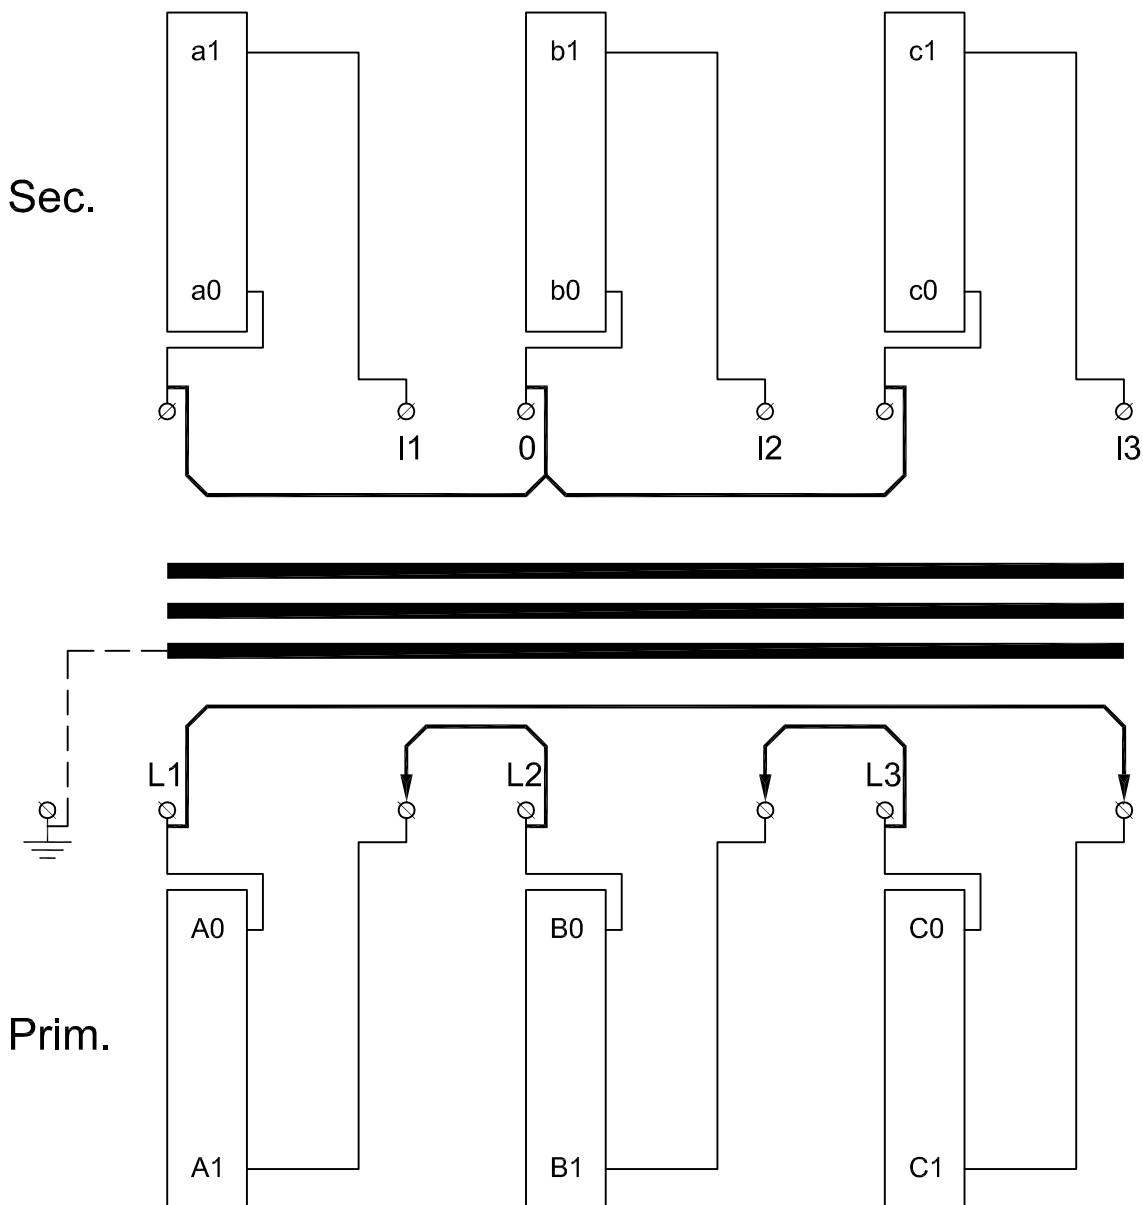 a1 b1 c1
Sec.
a0 b0 c0
I1 0 I2 I3
L1 L2 L3
A0 B0 C0
Prim.
A1 B1 C1